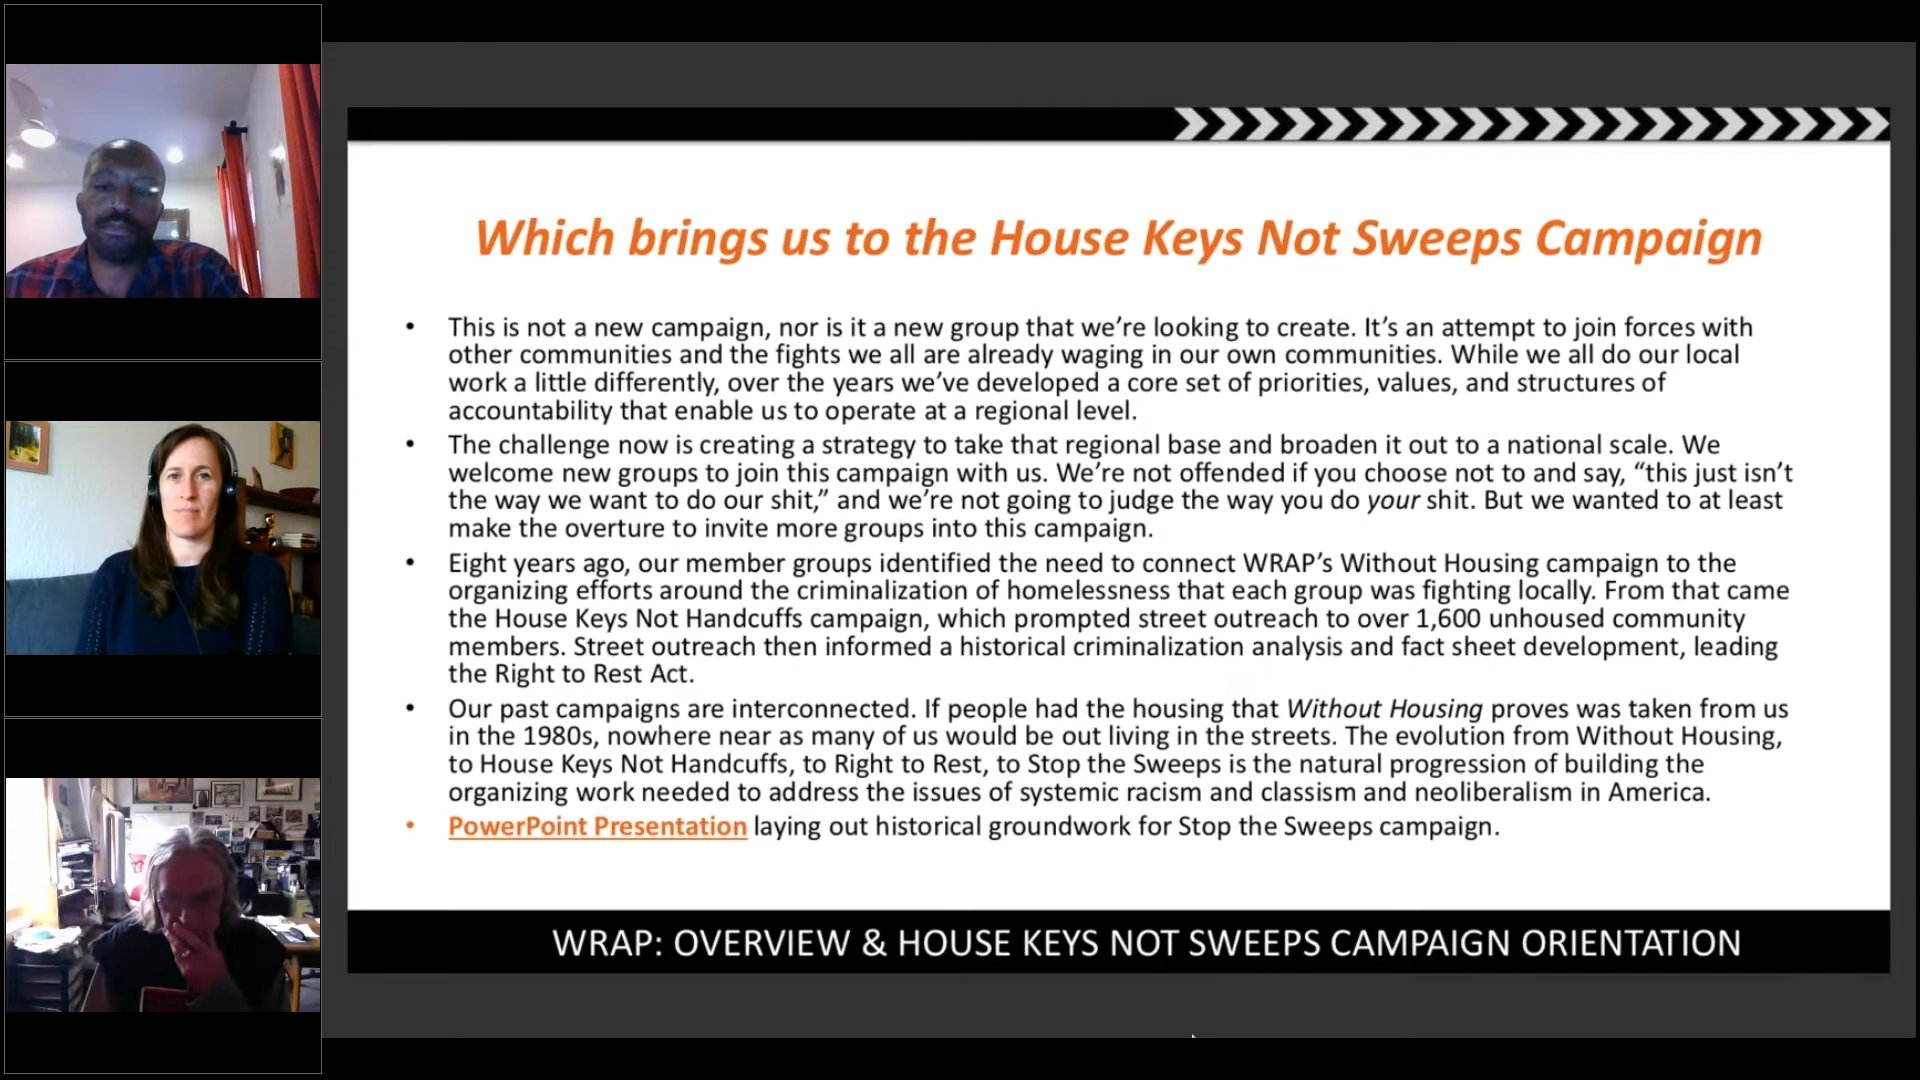 Which brings us to the House Keys Not Sweeps Campaign
• This is not a new campaign, nor is it a new group that we’re looking to create. It’s an attempt to join forces with
other communities and the fights we all are already waging in our own communities. While we all do our local
work a little differently, over the years we’ve developed a core set of priorities, values, and structures of
accountability that enable us to operate at a regional level.
• The challenge now is creating a strategy to take that regional base and broaden it out to a national scale. We
welcome new groups to join this campaign with us. We’re not offended if you choose not to and say, “this just isn’t
the way we want to do our shit,” and we’re not going to judge the way you do your shit. But we wanted to at least
make the overture to invite more groups into this campaign.
• Eight years ago, our member groups identified the need to connect WRAP’s Without Housing campaign to the
organizing efforts around the criminalization of homelessness that each group was fighting locally. From that came
the House Keys Not Handcuffs campaign, which prompted street outreach to over 1,600 unhoused community
members. Street outreach then informed a historical criminalization analysis and fact sheet development, leading
the Right to Rest Act.
• Our past campaigns are interconnected. If people had the housing that Without Housing proves was taken from us
in the 1980s, nowhere near as many of us would be out living in the streets. The evolution from Without Housing,
to House Keys Not Handcuffs, to Right to Rest, to Stop the Sweeps is the natural progression of building the
organizing work needed to address the issues of systemic racism and classism and neoliberalism in America.
• PowerPoint Presentation laying out historical groundwork for Stop the Sweeps campaign.
WRAP: OVERVIEW & HOUSE KEYS NOT SWEEPS CAMPAIGN ORIENTATION